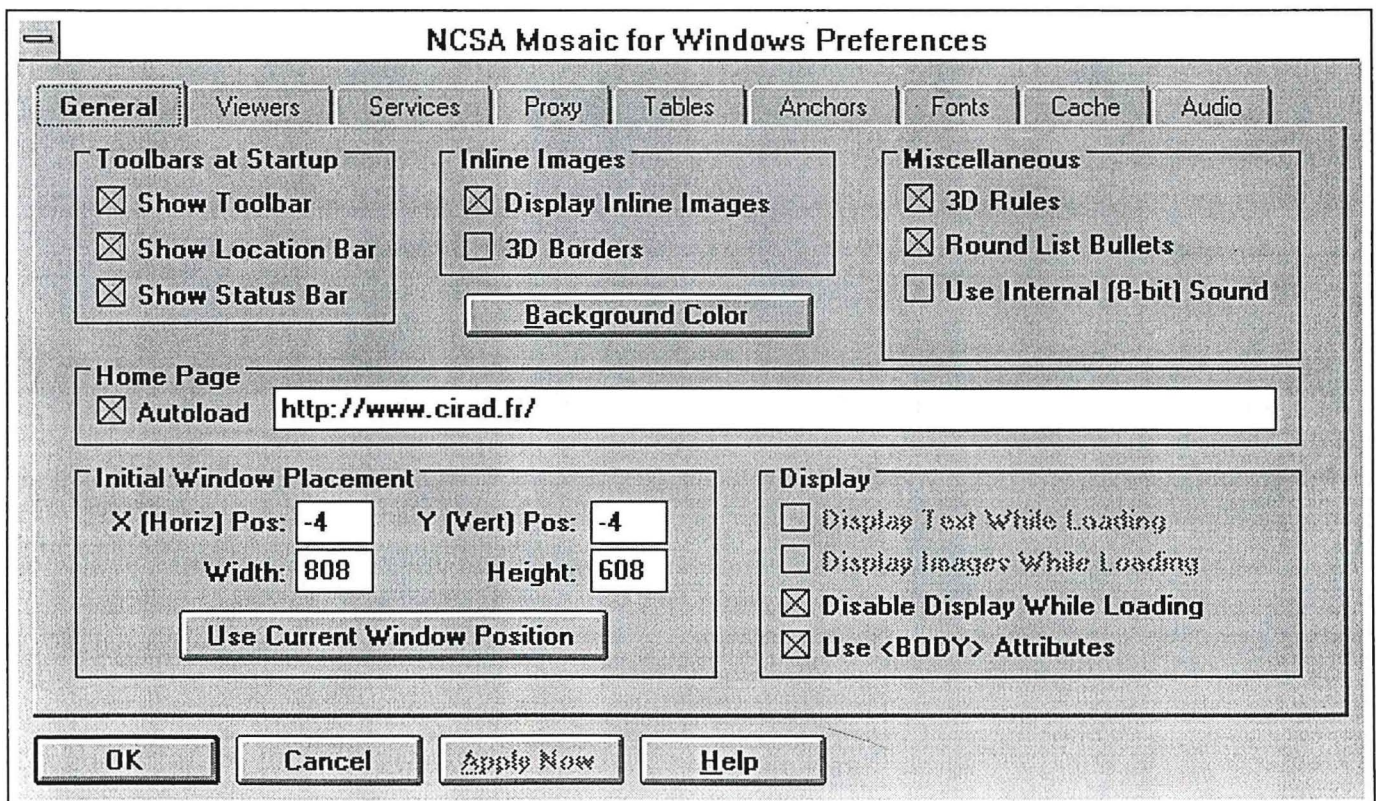 NCSA Mosaic for Windows Preferences
General Viewers Services Proxy Tables Anchors Fonts Cache Audio
Toolbars at Startup
Show Toolbar
Show Location Bar
Show Status Bar
Inline Images
Display Inline Images
3D Borders
Background Color
Miscellaneous
3D Rules
Round List Bullets
Use Internal (8-bit) Sound
Home Page
Autoload http://www.cirad.fr/
Initial Window Placement
X (Horiz) Pos: -4 Y (Vert) Pos: -4
Width: 808 Height: 608
Use Current Window Position
Display
Display Text While Loading
Display Images While Loading
Disable Display While Loading
Use <BODY> Attributes
OK Cancel Apply Now Help